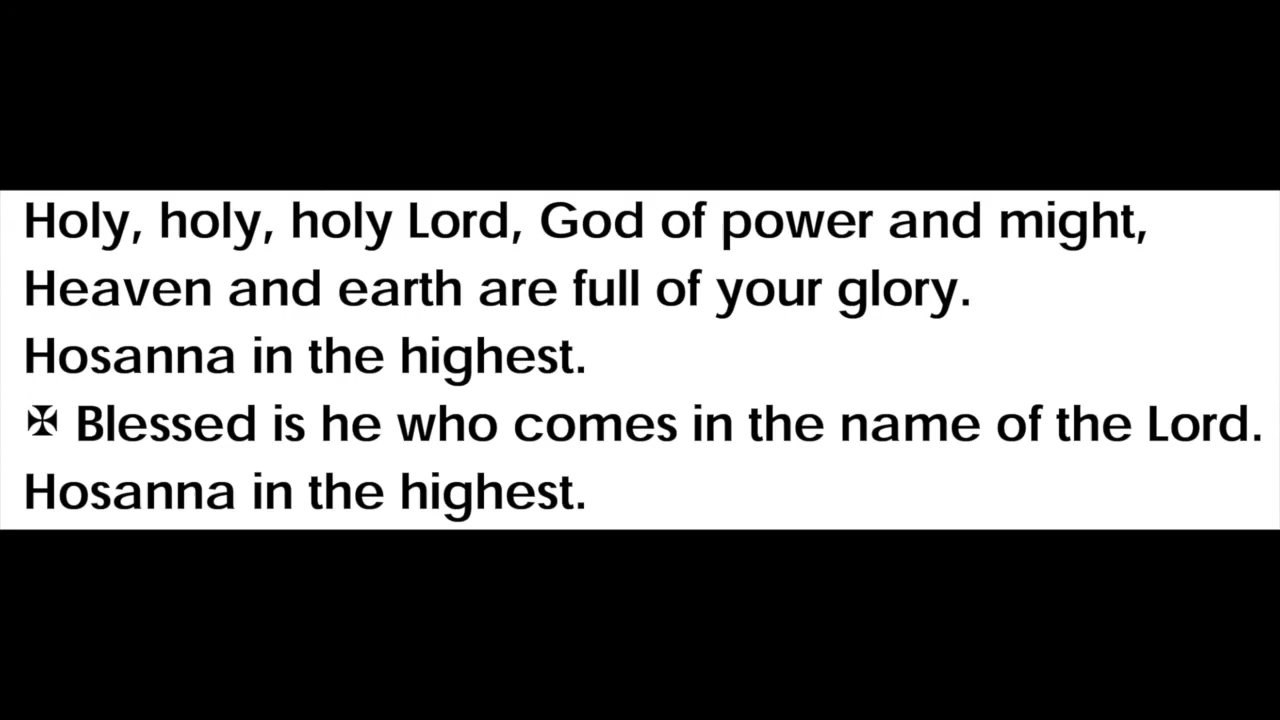 Holy, holy, holy Lord, God of power and might,
Heaven and earth are full of your glory.
Hosanna in the highest.
✠ Blessed is he who comes in the name of the Lord.
Hosanna in the highest.